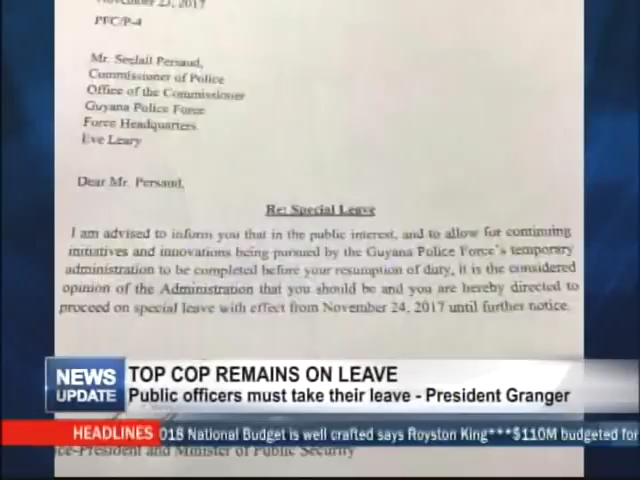 November 23, 2017
PFC/P-4
Mr. Seelall Persaud,
Commissioner of Police
Office of the Commissioner
Guyana Police Force
Force Headquarters
Eve Leary
Dear Mr. Persaud,
Re: Special Leave
I am advised to inform you that in the public interest, and to allow for continuing
initiatives and innovations being pursued by the Guyana Police Force's temporary
administration to be completed before your resumption of duty, it is the considered
opinion of the Administration that you should be and you are hereby directed to
proceed on special leave with effect from November 24, 2017 until further notice.
NEWS
UPDATE
TOP COP REMAINS ON LEAVE
Public officers must take their leave - President Granger
HEADLINES
018 National Budget is well crafted says Royston King***$110M budgeted for
ce-President and Minister of Public Security